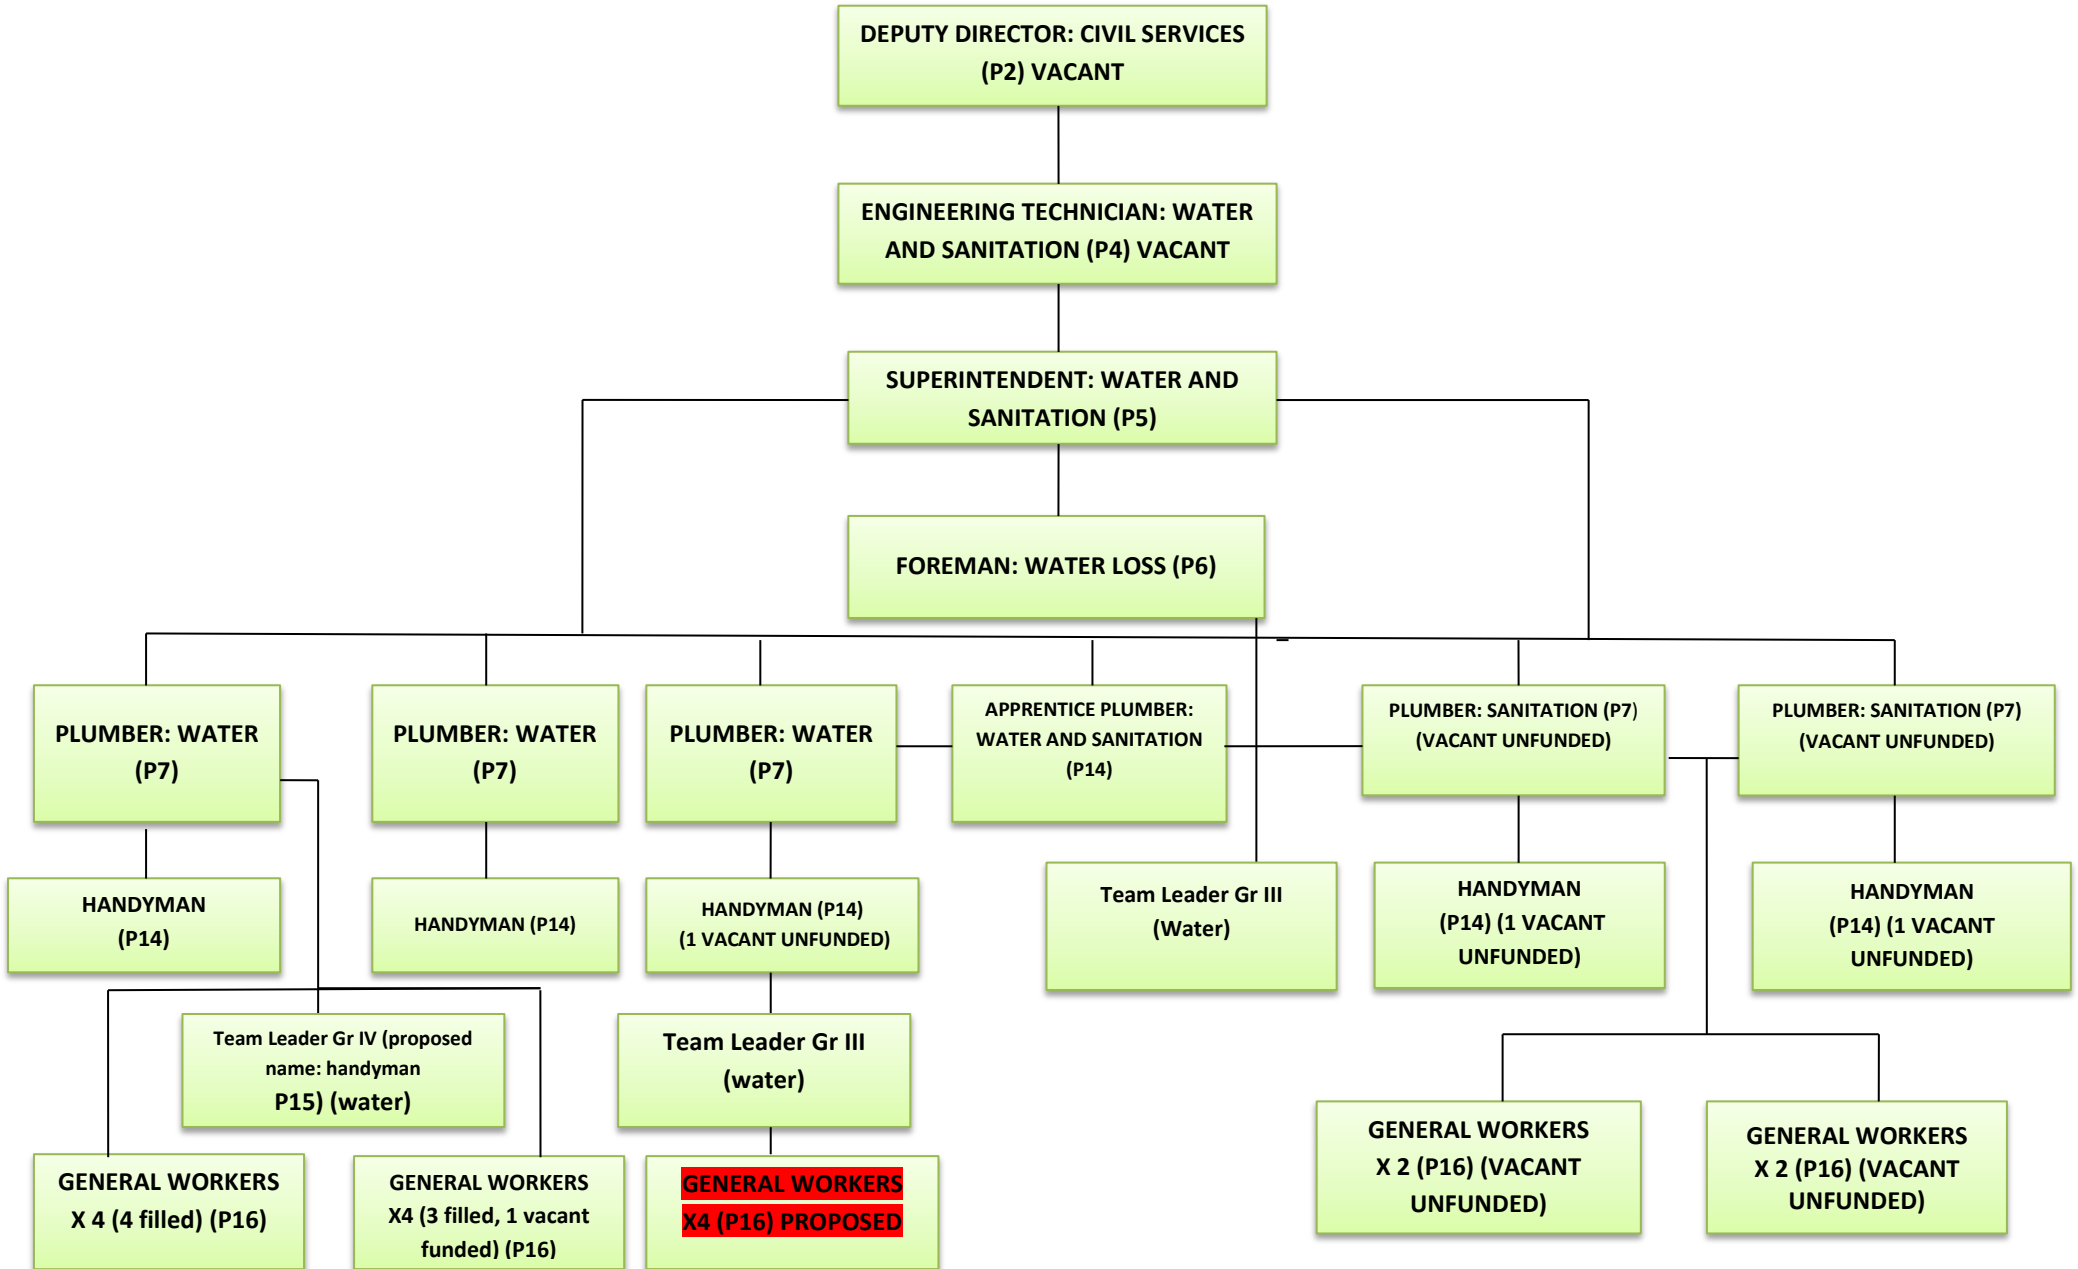 DEPUTY DIRECTOR: CIVIL SERVICES
(P2) VACANT
ENGINEERING TECHNICIAN: WATER
AND SANITATION (P4) VACANT
SUPERINTENDENT: WATER AND
SANITATION (P5)
FOREMAN: WATER LOSS (P6)
PLUMBER: WATER
(P7)
PLUMBER: WATER
(P7)
PLUMBER: WATER
(P7)
APPRENTICE PLUMBER:
WATER AND SANITATION
(P14)
PLUMBER: SANITATION (P7)
(VACANT UNFUNDED)
PLUMBER: SANITATION (P7)
(VACANT UNFUNDED)
HANDYMAN
(P14)
HANDYMAN (P14)
HANDYMAN (P14)
(1 VACANT UNFUNDED)
Team Leader Gr III
(Water)
HANDYMAN
(P14) (1 VACANT
UNFUNDED)
HANDYMAN
(P14) (1 VACANT
UNFUNDED)
Team Leader Gr IV (proposed
name: handyman
P15) (water)
Team Leader Gr III
(water)
GENERAL WORKERS
X 4 (4 filled) (P16)
GENERAL WORKERS
X4 (3 filled, 1 vacant
funded) (P16)
GENERAL WORKERS
X4 (P16) PROPOSED
GENERAL WORKERS
X 2 (P16) (VACANT
UNFUNDED)
GENERAL WORKERS
X 2 (P16) (VACANT
UNFUNDED)